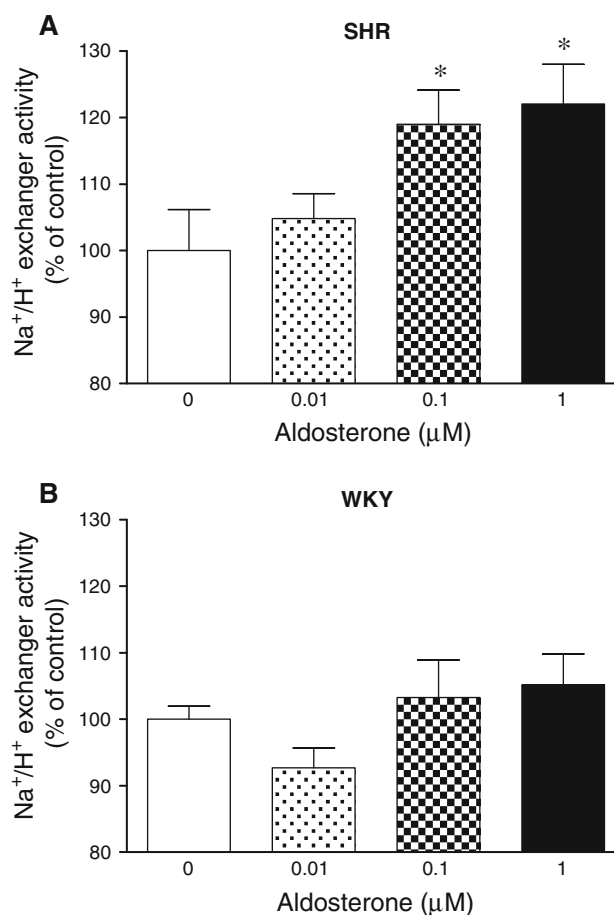 A
SHR
130
120
110
100
90
80
Na⁺/H⁺ exchanger activity
(% of control)
*
*
0 0.01 0.1 1
Aldosterone (μM)
B
WKY
130
120
110
100
90
80
Na⁺/H⁺ exchanger activity
(% of control)
0 0.01 0.1 1
Aldosterone (μM)